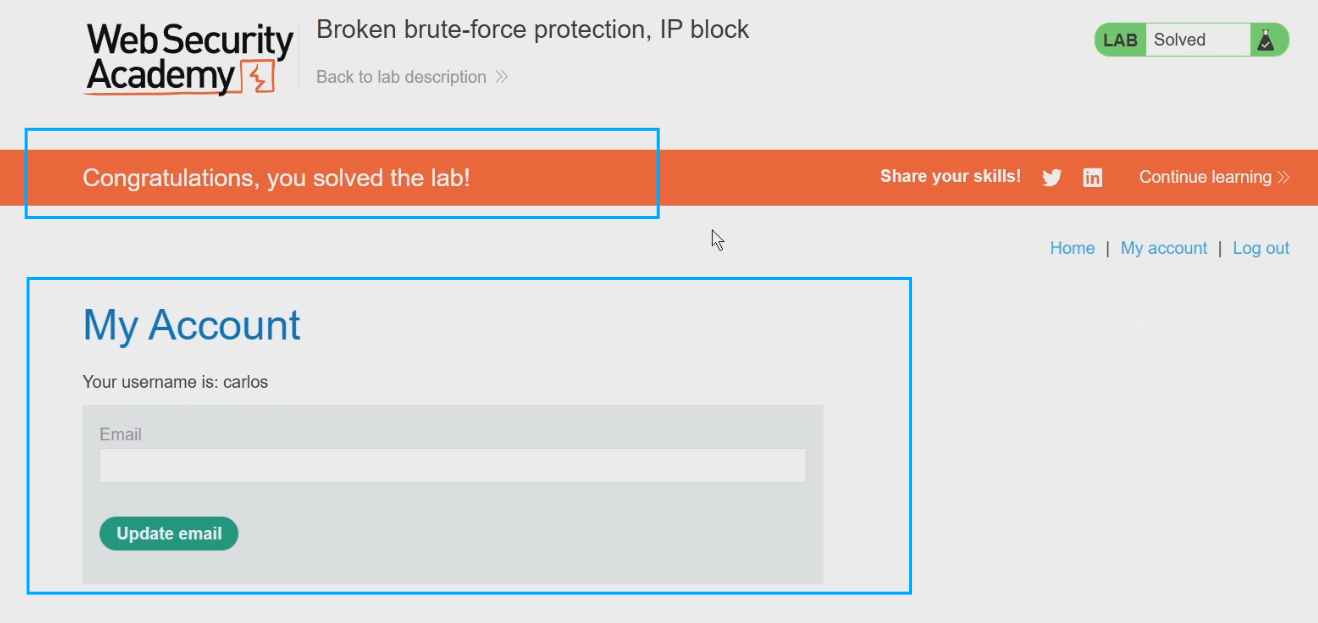 Web Security
Academy
Broken brute-force protection, IP block
Back to lab description
LAB Solved
Congratulations, you solved the lab!
Share your skills!
Continue learning
Home | My account | Log out
My Account
Your username is: carlos
Email
Update email